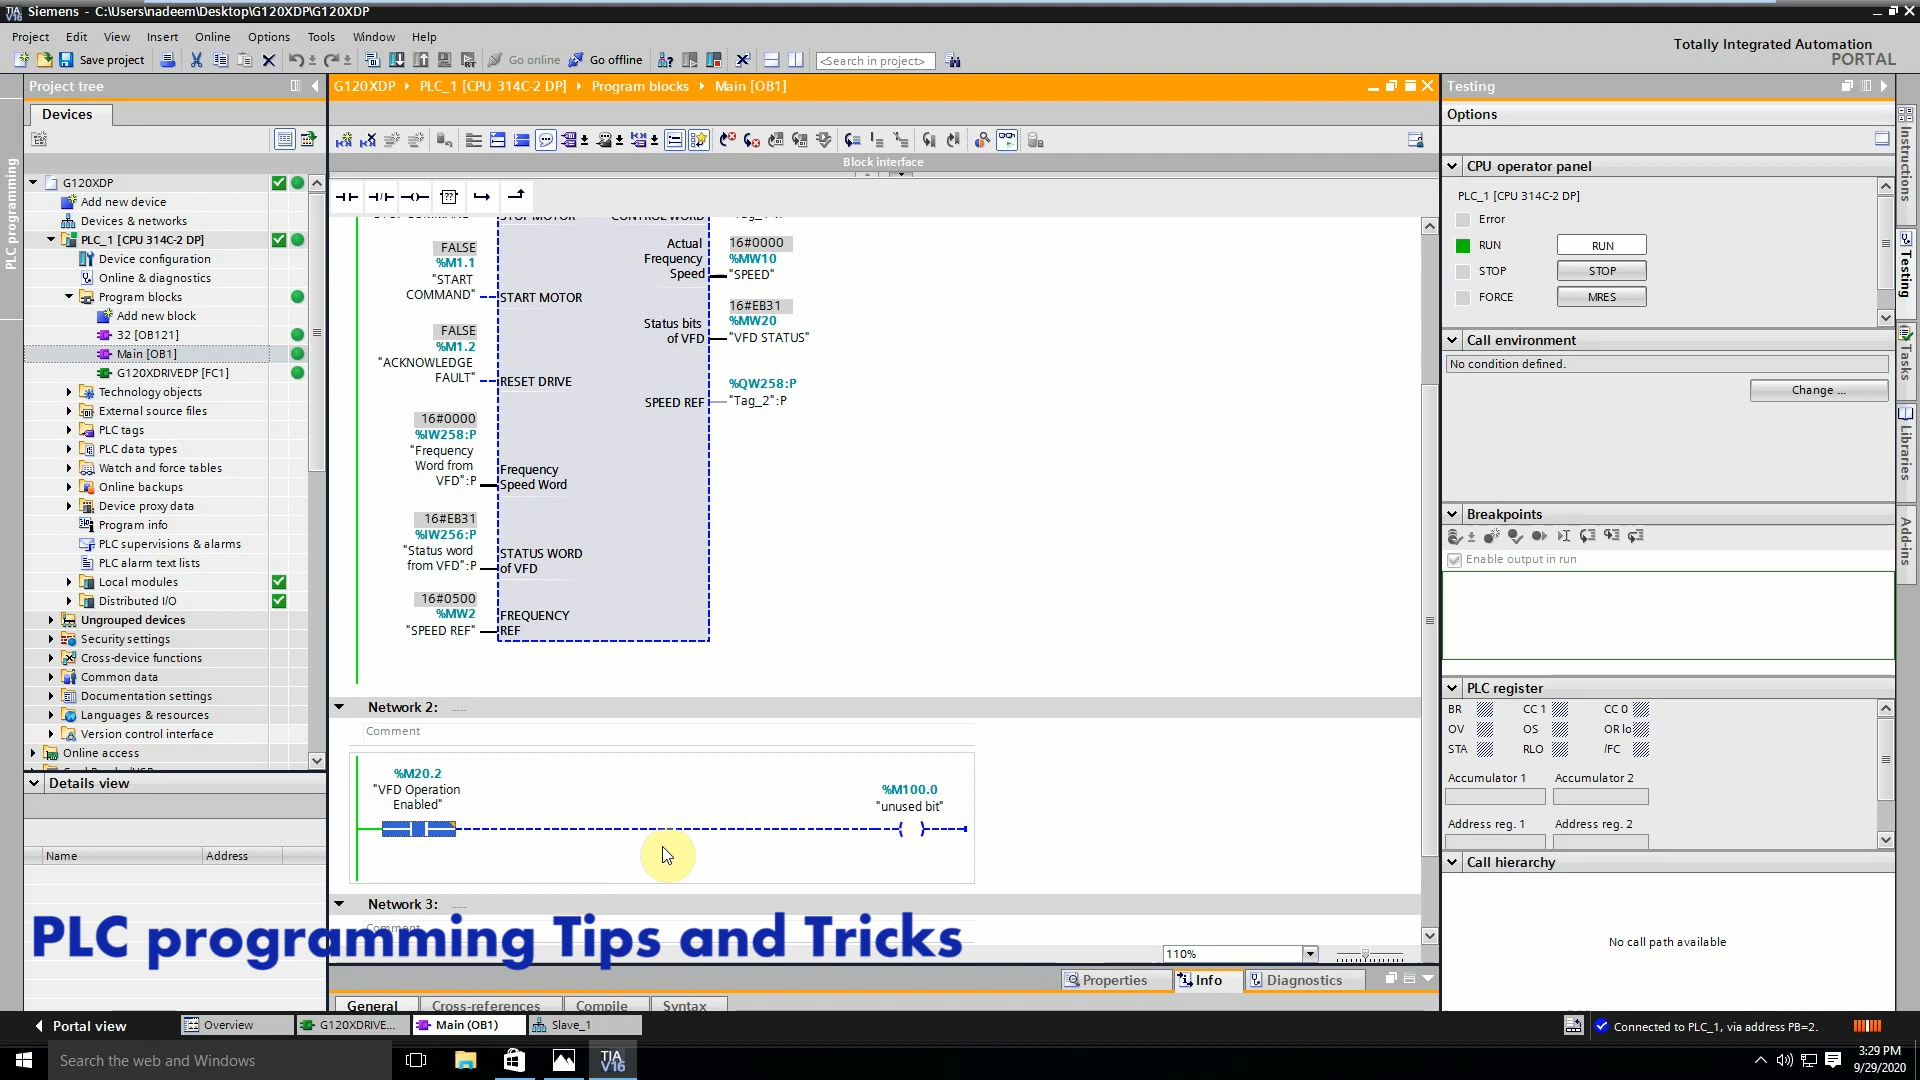 Siemens - C:\Users\nadeem\Desktop\G120XDP\G120XDP
Project Edit View Insert Online Options Tools Window Help
Save project
Go online
Go offline
<Search in project>
Totally Integrated Automation
PORTAL
Project tree
G120XDP
PLC_1 [CPU 314C-2 DP]
Program blocks
Main [OB1]
Testing
Devices
Options
PLC programming
Block interface
G120XDP
Add new device
Devices & networks
PLC_1 [CPU 314C-2 DP]
Device configuration
Online & diagnostics
Program blocks
Add new block
32 [OB121]
Main [OB1]
G120XDRIVEDP [FC1]
Technology objects
External source files
PLC tags
PLC data types
Watch and force tables
Online backups
Device proxy data
Program info
PLC supervisions & alarms
PLC alarm text lists
Local modules
Distributed I/O
Ungrouped devices
Security settings
Cross-device functions
Common data
Documentation settings
Languages & resources
Version control interface
Online access
Details view
Name
Address
FALSE
%M1.1
"START
COMMAND"
START MOTOR
FALSE
%M1.2
"ACKNOWLEDGE
FAULT"
RESET DRIVE
16#0000
%IW258:P
"Frequency
Word from
VFD":P
Frequency
Speed Word
16#EB31
%IW256:P
"Status word
from VFD":P
STATUS WORD
of VFD
16#0500
%MW2
"SPEED REF"
FREQUENCY
REF
STOP MOTOR
CONTROL WORD
Actual
Frequency
Speed
16#0000
%MW10
"SPEED"
Status bits
of VFD
16#EB31
%MW20
"VFD STATUS"
SPEED REF
%QW258:P
"Tag_2":P
Network 2:
Comment
%M20.2
"VFD Operation
Enabled"
%M100.0
"unused bit"
Network 3:
Comment
PLC programming Tips and Tricks
110%
Properties
Info
Diagnostics
General
Cross-references
Compile
Syntax
CPU operator panel
PLC_1 [CPU 314C-2 DP]
Error
RUN
RUN
STOP
STOP
FORCE
MRES
Call environment
No condition defined.
Change ...
Breakpoints
Enable output in run
PLC register
BR CC 1 CC 0
OV OS
STA RLO /FC
Accumulator 1
Accumulator 2
Address reg. 1
Address reg. 2
Call hierarchy
No call path available
Instructions
Testing
Tasks
Libraries
Add-ins
Portal view
Overview
G120XDRIVE...
Main (OB1)
Slave_1
Connected to PLC_1, via address PB=2.
Search the web and Windows
TIA
V16
3:29 PM
9/29/2020